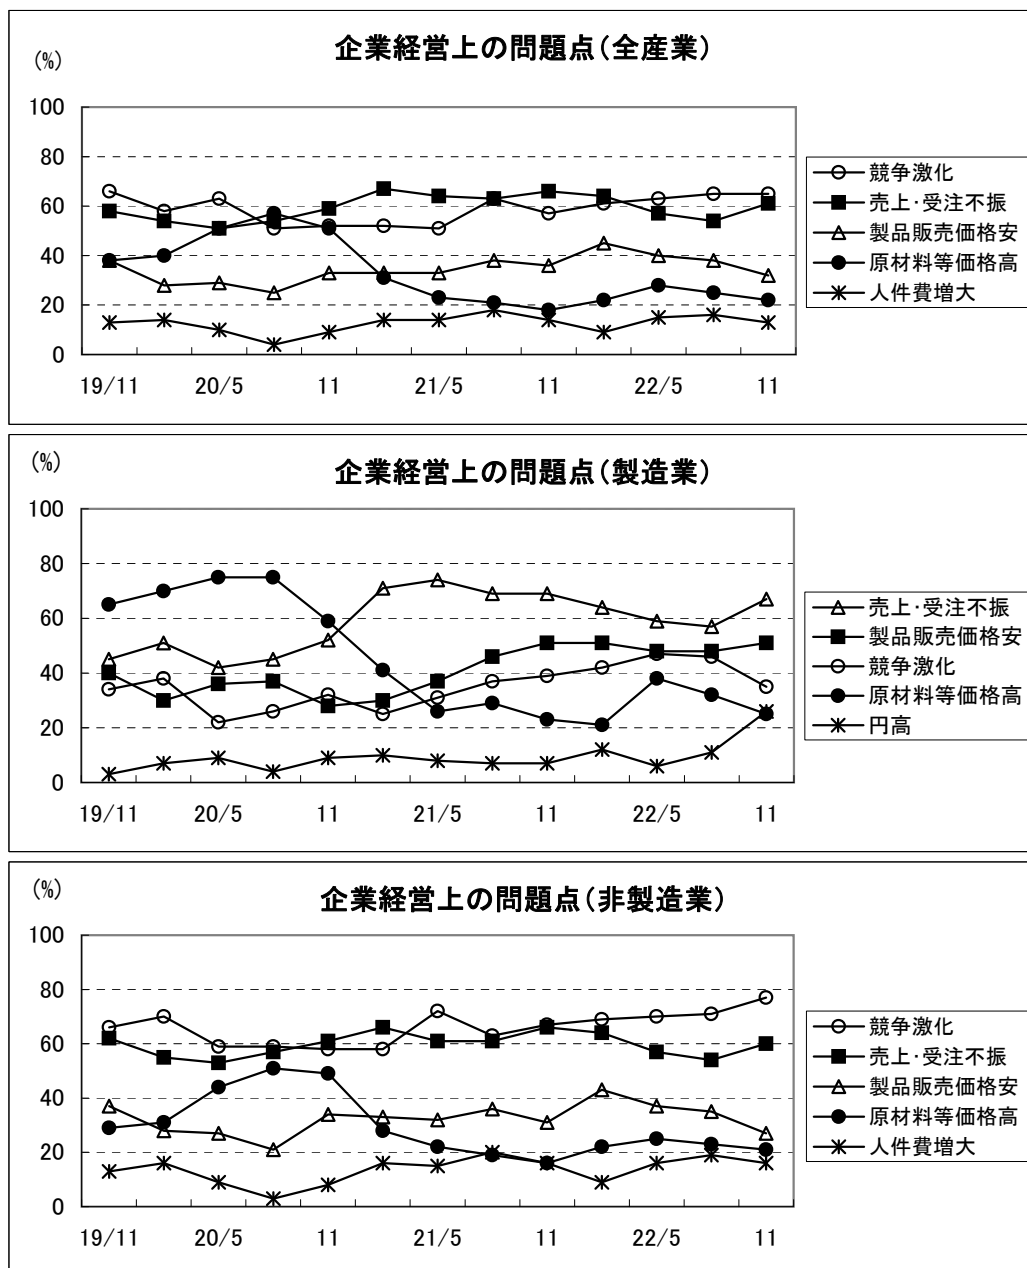 企業経営上の問題点(全産業)
(%)
100
80
60
40
20
0
19/11 20/5 11 21/5 11 22/5 11
競争激化
売上・受注不振
製品販売価格安
原材料等価格高
人件費増大
企業経営上の問題点(製造業)
(%)
100
80
60
40
20
0
19/11 20/5 11 21/5 11 22/5 11
売上・受注不振
製品販売価格安
競争激化
原材料等価格高
円高
企業経営上の問題点(非製造業)
(%)
100
80
60
40
20
0
19/11 20/5 11 21/5 11 22/5 11
競争激化
売上・受注不振
製品販売価格安
原材料等価格高
人件費増大